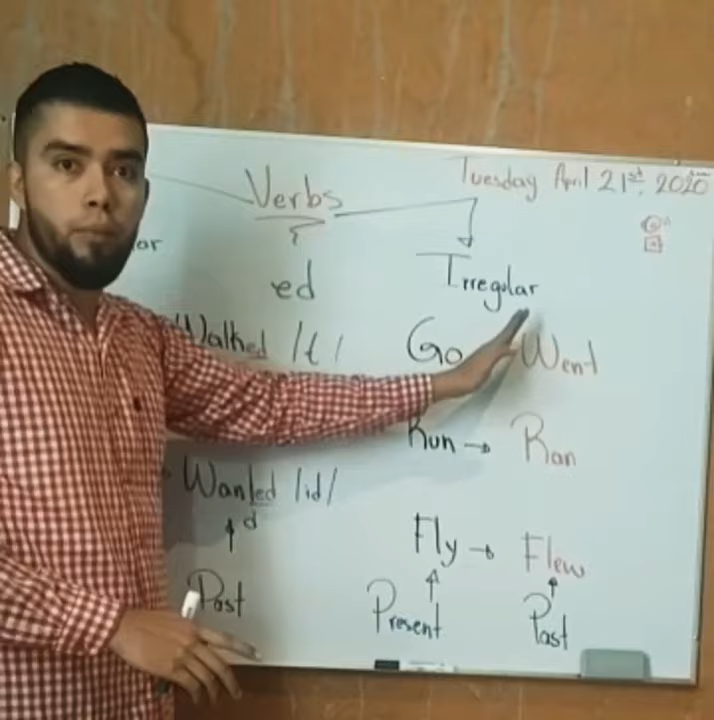 Tuesday April 21st, 2020
Verbs
ed
Irregular
Walked /t/
Go Went
Run → Ran
Wanted /id/
d
Fly → Flew
Past
Present
Past